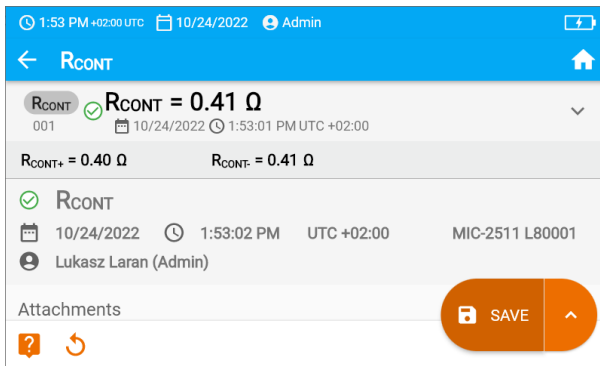 1:53 PM +02:00 UTC 10/24/2022 Admin
RCONT
RCONT RCONT = 0.41 Ω
001 10/24/2022 1:53:01 PM UTC +02:00
RCONT+ = 0.40 Ω RCONT- = 0.41 Ω
RCONT
10/24/2022 1:53:02 PM UTC +02:00 MIC-2511 L80001
Lukasz Laran (Admin)
Attachments
SAVE
?